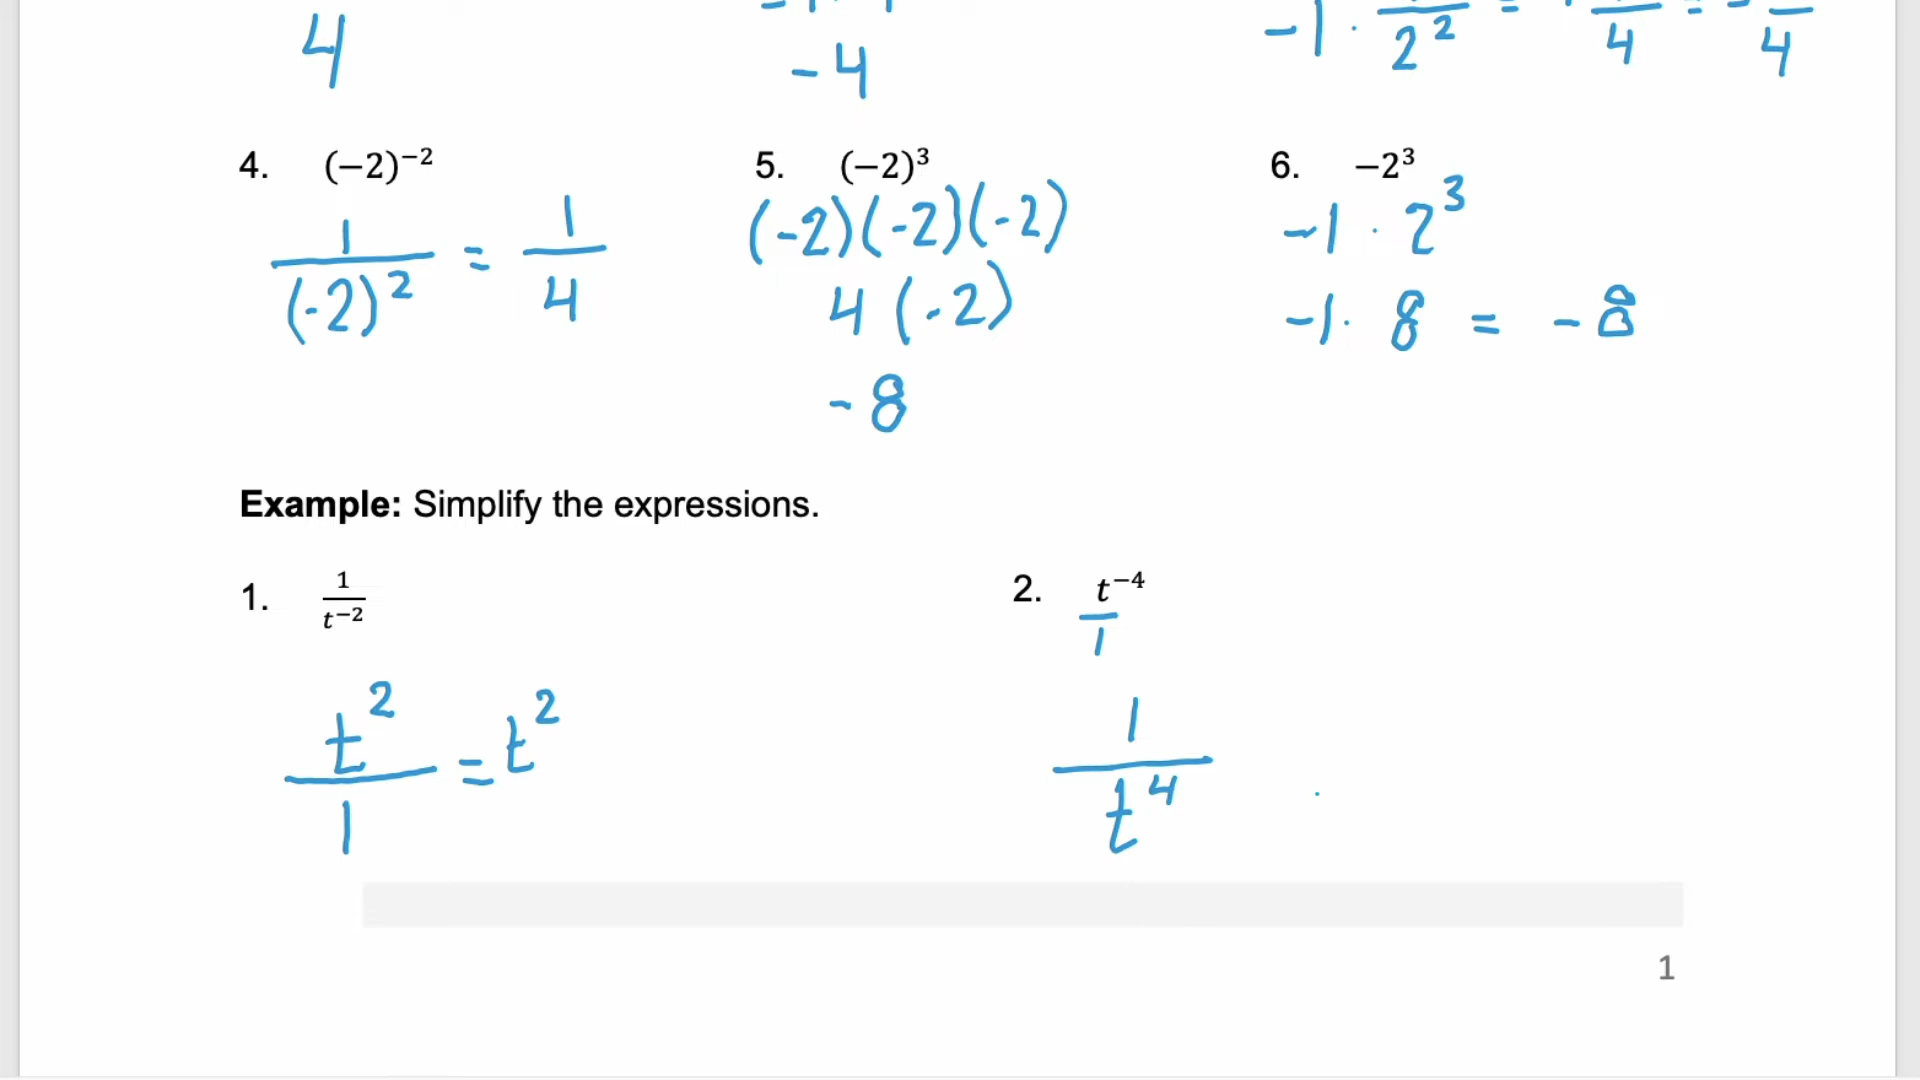 4
- 4
-1 · 2²
4
4
4. (−2)⁻² 5. (−2)³ 6. −2³
1/(-2)² = 1/4
(-2)(-2)(-2)
4(-2)
-8
-1 · 2³
-1 · 8 = -8
Example: Simplify the expressions.
1. 1/t⁻² 2. t⁻⁴
/1
t²/1 = t²
1/t⁴
1